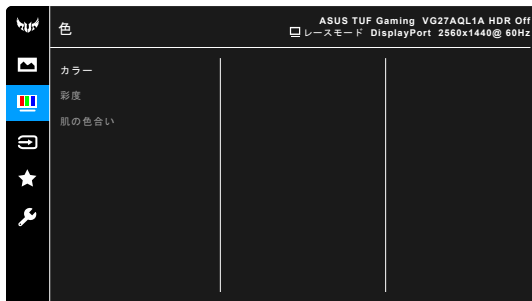 色
ASUS TUF Gaming VG27AQL1A HDR Off
レースモード DisplayPort 2560x1440@ 60Hz
カラー
彩度
肌の色合い